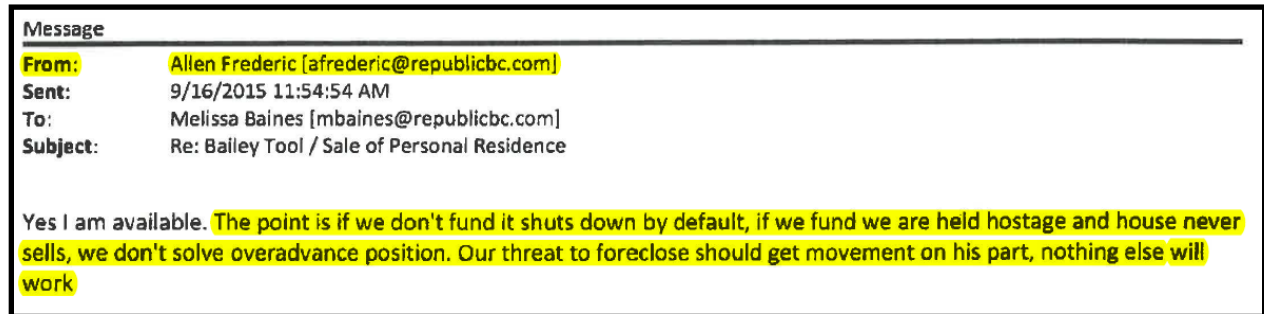 Message
From: Allen Frederic [afrederic@republicbc.com]
Sent: 9/16/2015 11:54:54 AM
To: Melissa Baines [mbaines@republicbc.com]
Subject: Re: Bailey Tool / Sale of Personal Residence
Yes I am available. The point is if we don't fund it shuts down by default, if we fund we are held hostage and house never
sells, we don't solve overadvance position. Our threat to foreclose should get movement on his part, nothing else will
work